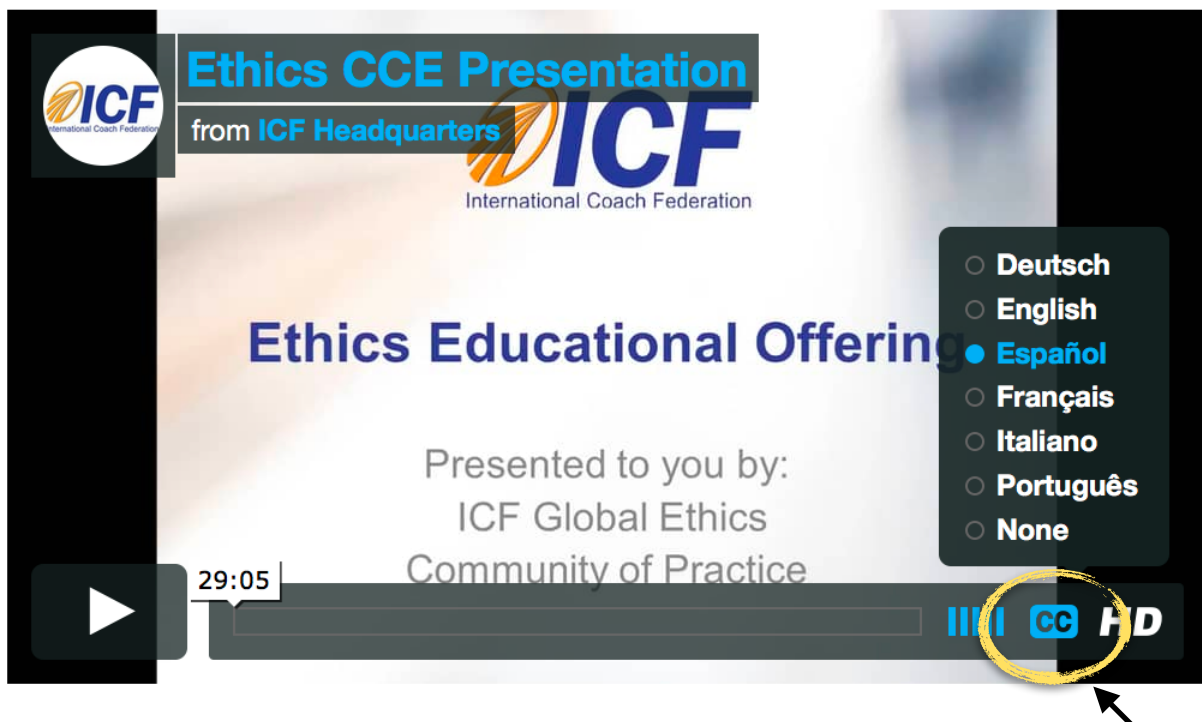 Ethics CCE Presentation
from ICF Headquarters
ICF
International Coach Federation
ICF
International Coach Federation
Ethics Educational Offering
Presented to you by:
ICF Global Ethics
Community of Practice
Deutsch
English
Español
Français
Italiano
Português
None
29:05
CC HD